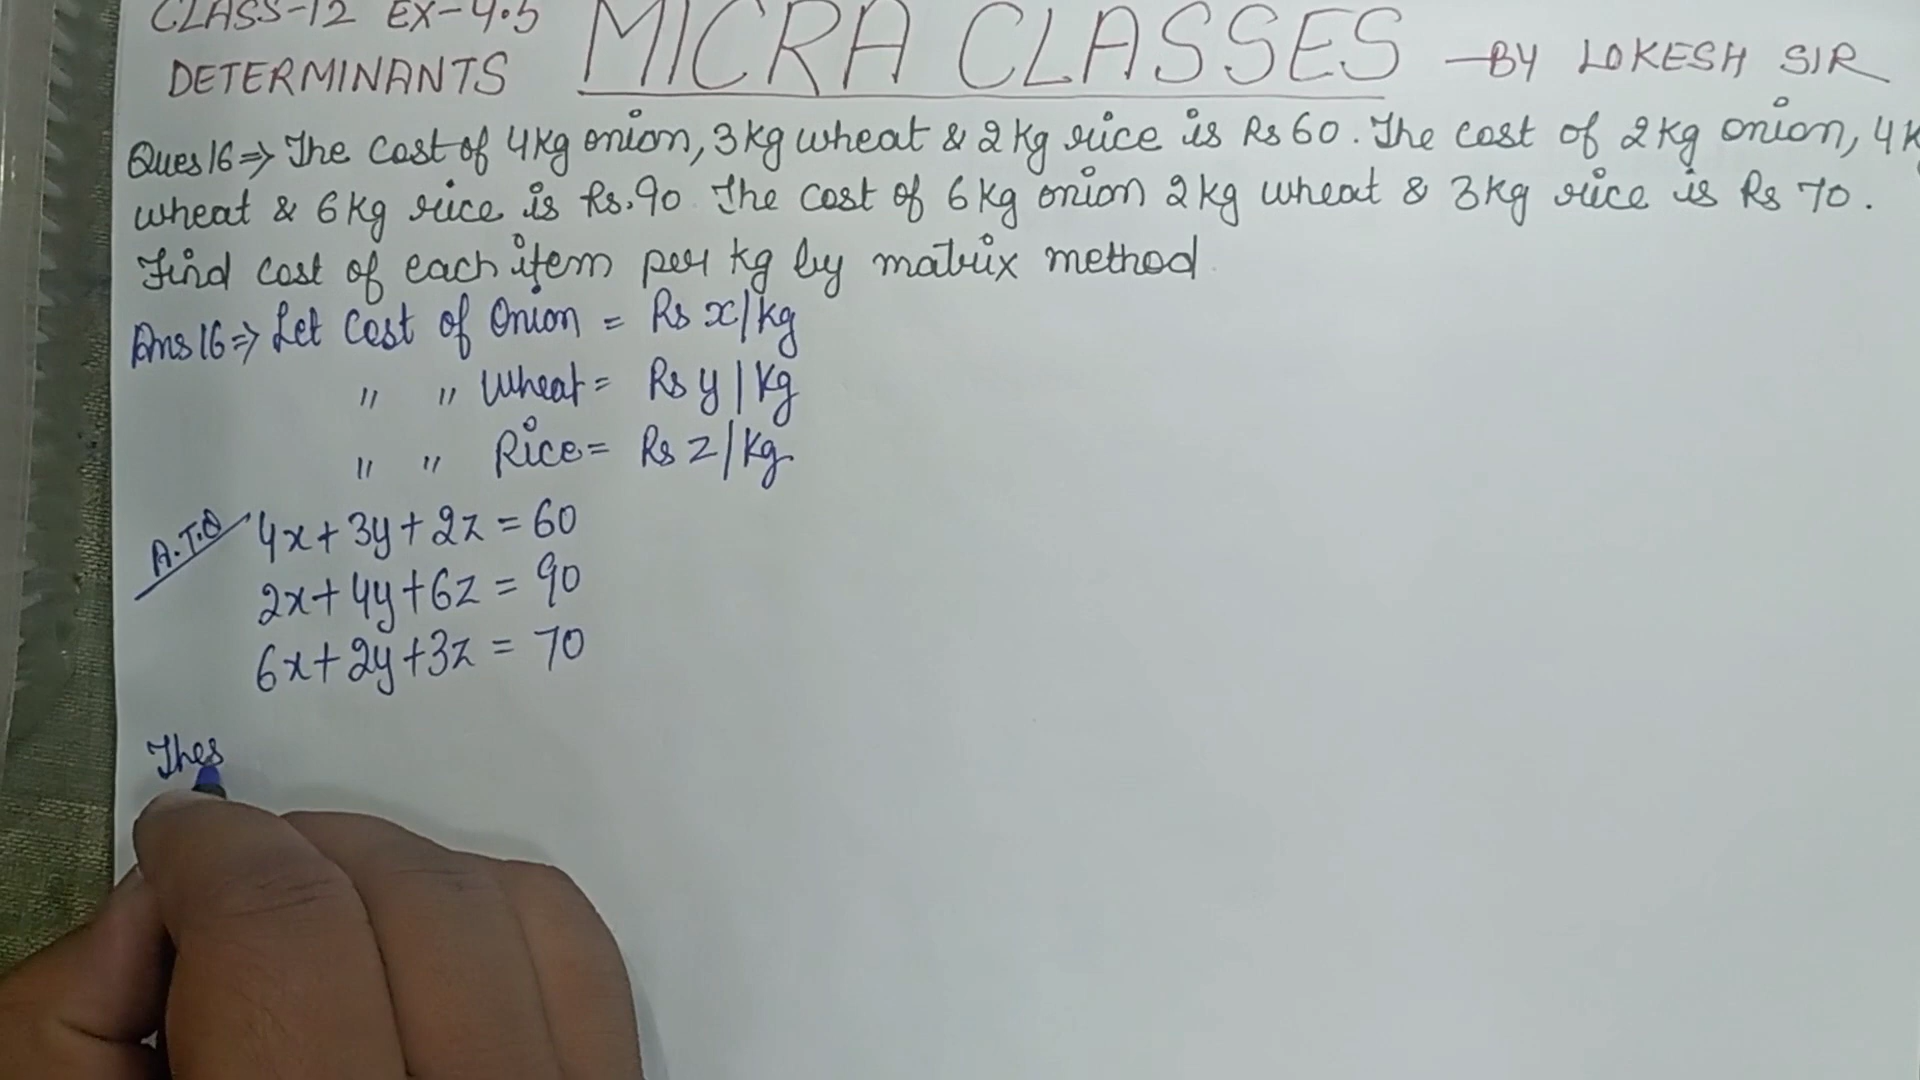 CLASS-12 EX-4.5
DETERMINANTS MICRA CLASSES -BY LOKESH SIR
Ques 16⇒ The cost of 4kg onion, 3kg wheat & 2kg rice is Rs 60. The cost of 2kg onion, 4k
wheat & 6kg rice is Rs. 90 The cost of 6kg onion 2kg wheat & 3kg rice is Rs 70.
Find cost of each item per kg by matrix method
Ans 16⇒ Let Cost of Onion = Rs x/kg
" " Wheat = Rs y/kg
" " Rice = Rs z/kg
A.T.Q 4x+3y+2z = 60
2x+4y+6z = 90
6x+2y+3z = 70
Thes